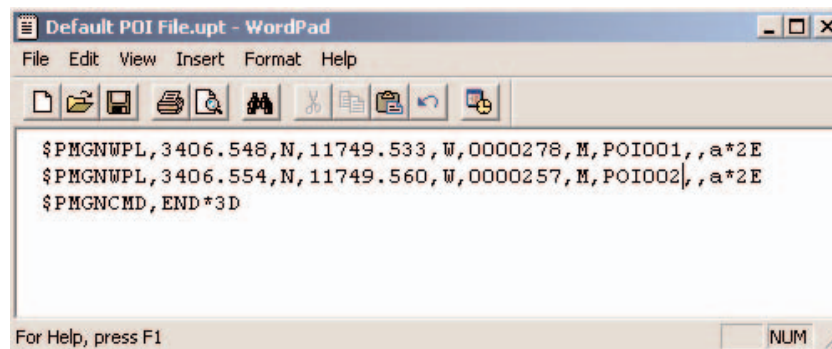 Default POI File.upt - WordPad
File Edit View Insert Format Help
$PMGNWPL,3406.548,N,11749.533,W,0000278,M,POI001,,a*2E
$PMGNWPL,3406.554,N,11749.560,W,0000257,M,POI002,,a*2E
$PMGNCMD,END*3D
For Help, press F1 NUM